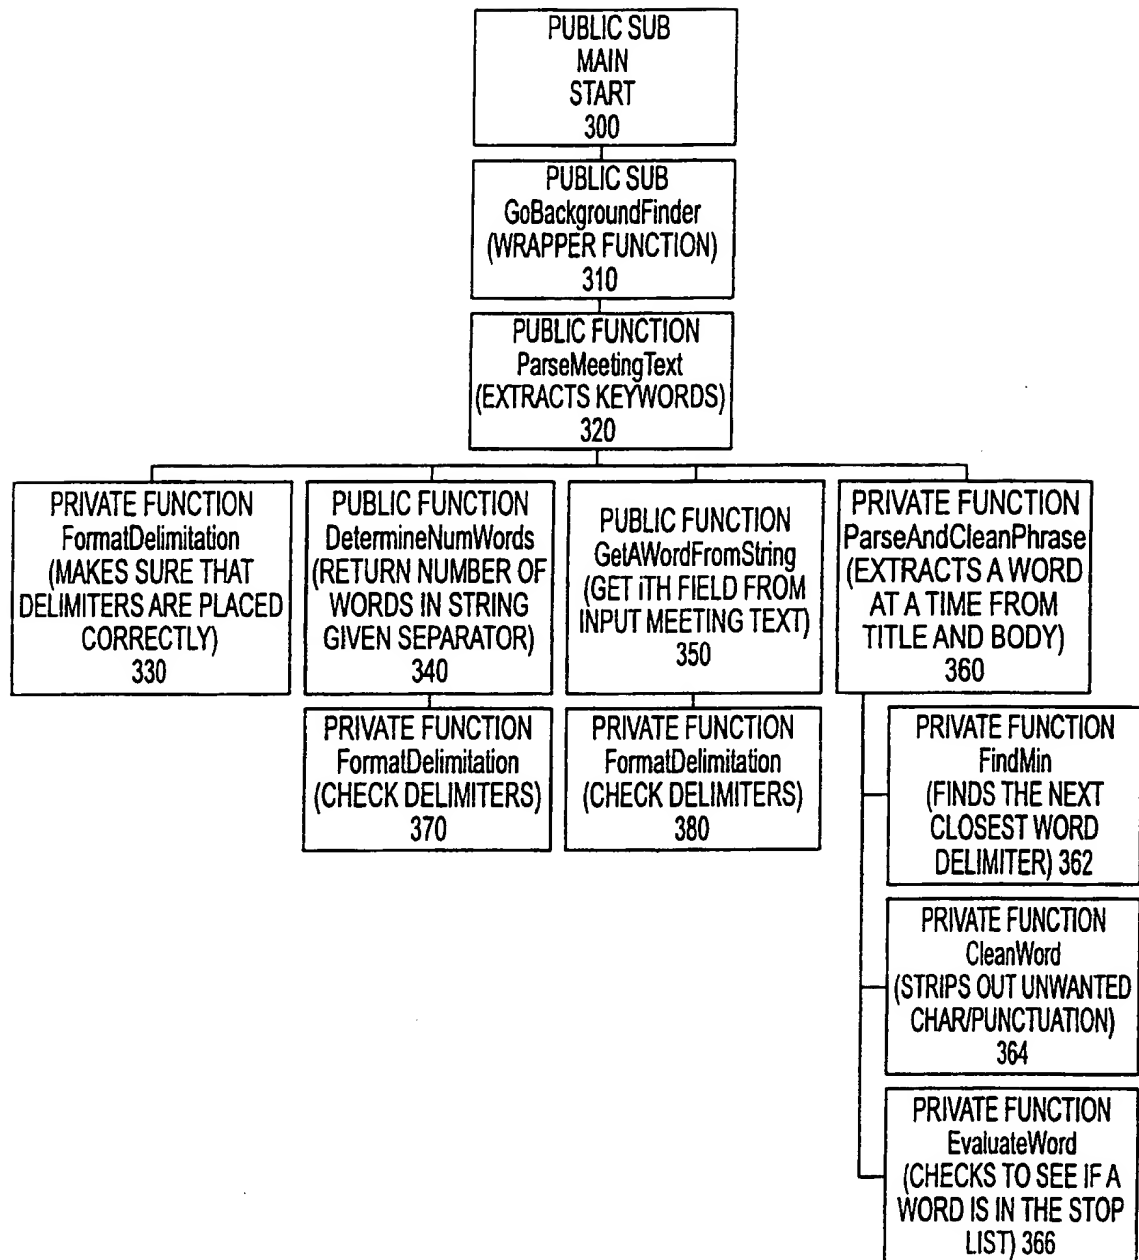 PUBLIC SUB
MAIN
START
300
PUBLIC SUB
GoBackgroundFinder
(WRAPPER FUNCTION)
310
PUBLIC FUNCTION
ParseMeetingText
(EXTRACTS KEYWORDS)
320
PRIVATE FUNCTION
FormatDelimitation
(MAKES SURE THAT
DELIMITERS ARE PLACED
CORRECTLY)
330
PUBLIC FUNCTION
DetermineNumWords
(RETURN NUMBER OF
WORDS IN STRING
GIVEN SEPARATOR)
340
PUBLIC FUNCTION
GetAWordFromString
(GET iTH FIELD FROM
INPUT MEETING TEXT)
350
PRIVATE FUNCTION
ParseAndCleanPhrase
(EXTRACTS A WORD
AT A TIME FROM
TITLE AND BODY)
360
PRIVATE FUNCTION
FormatDelimitation
(CHECK DELIMITERS)
370
PRIVATE FUNCTION
FormatDelimitation
(CHECK DELIMITERS)
380
PRIVATE FUNCTION
FindMin
(FINDS THE NEXT
CLOSEST WORD
DELIMITER) 362
PRIVATE FUNCTION
CleanWord
(STRIPS OUT UNWANTED
CHAR/PUNCTUATION)
364
PRIVATE FUNCTION
EvaluateWord
(CHECKS TO SEE IF A
WORD IS IN THE STOP
LIST) 366